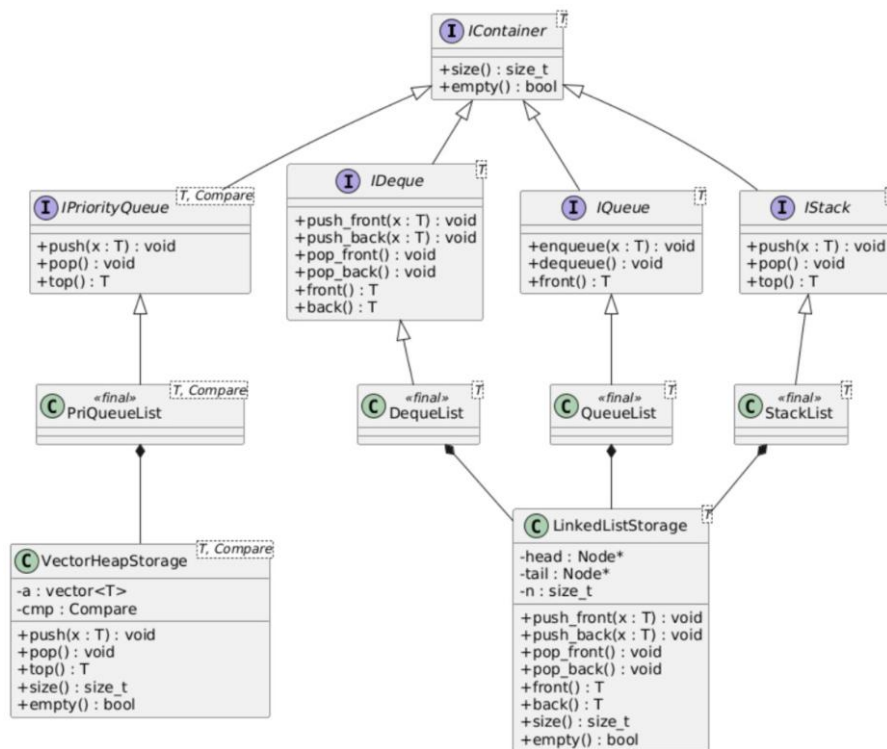 I IContainer T
+size() : size_t
+empty() : bool
I IPriorityQueue T, Compare
+push(x : T) : void
+pop() : void
+top() : T
I IDeque T
+push_front(x : T) : void
+push_back(x : T) : void
+pop_front() : void
+pop_back() : void
+front() : T
+back() : T
I IQueue T
+enqueue(x : T) : void
+dequeue() : void
+front() : T
I IStack
+push(x : T) : void
+pop() : void
+top() : T
C «final» T, Compare
PriQueueList
C «final» T
DequeList
C «final» T
QueueList
C «final» T
StackList
C VectorHeapStorage T, Compare
-a : vector<T>
-cmp : Compare
+push(x : T) : void
+pop() : void
+top() : T
+size() : size_t
+empty() : bool
C LinkedListStorage T
-head : Node*
-tail : Node*
-n : size_t
+push_front(x : T) : void
+push_back(x : T) : void
+pop_front() : void
+pop_back() : void
+front() : T
+back() : T
+size() : size_t
+empty() : bool